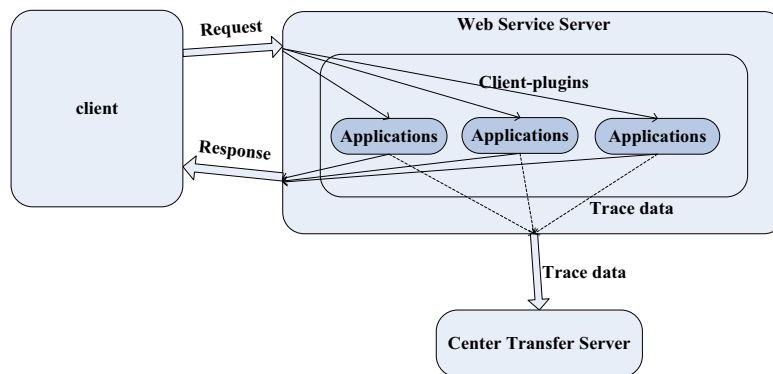 Web Service Server
Request
client
Client-plugins
Applications
Applications
Applications
Response
Trace data
Trace data
Center Transfer Server